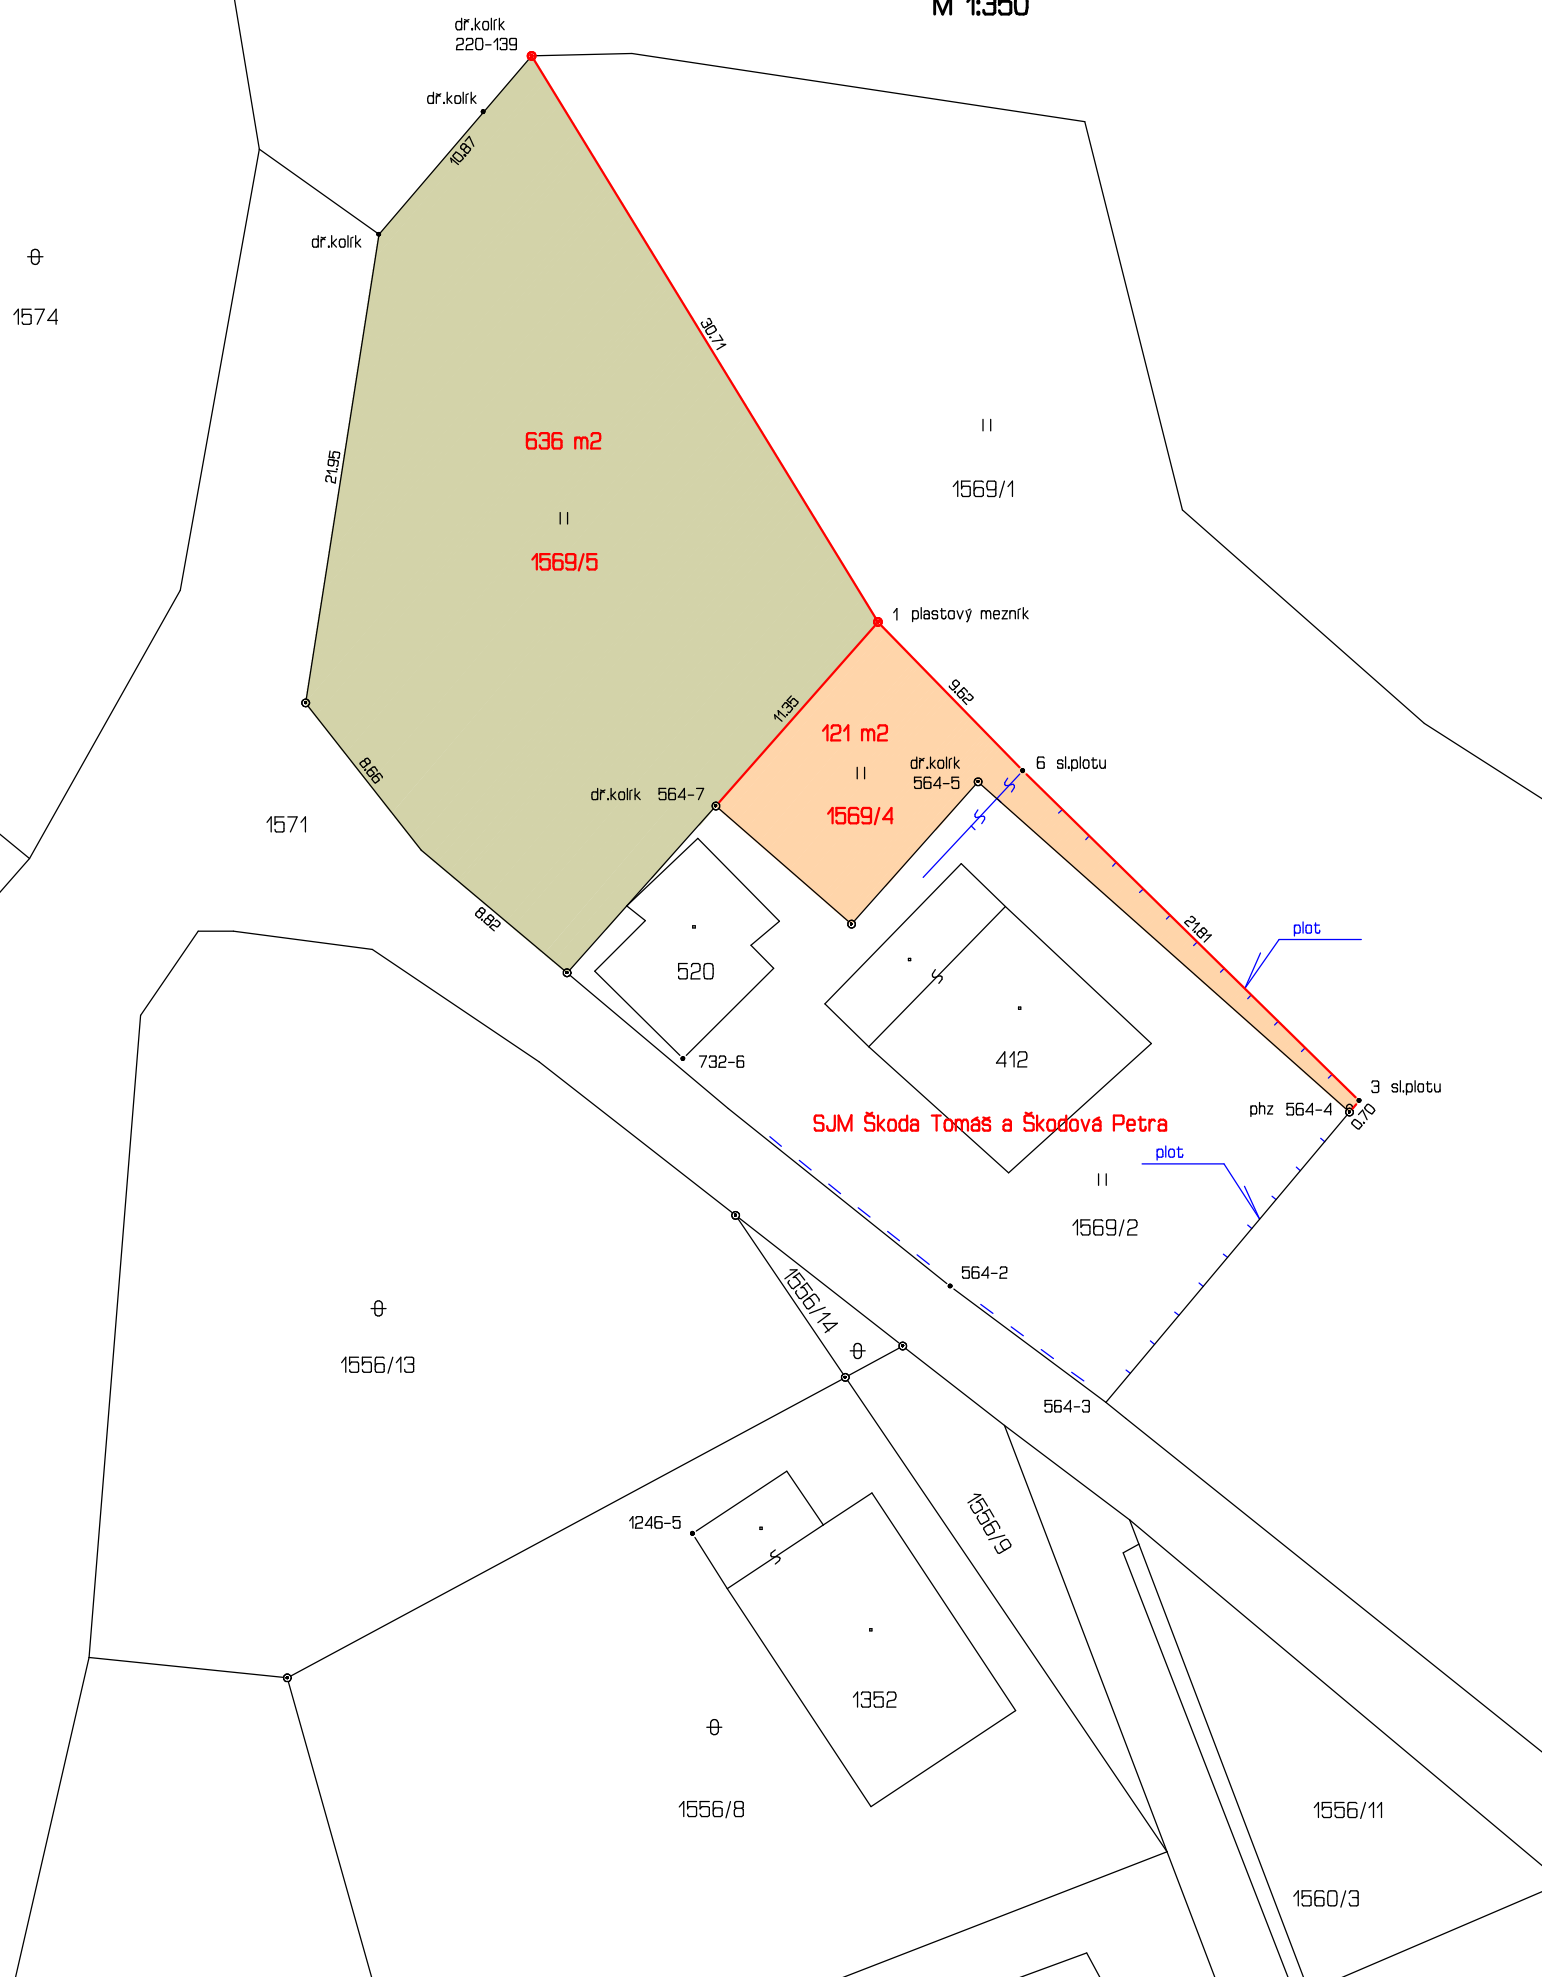 M 1:350
dř.kolík
220-139
dř.kolík
10.87
dř.kolík
1574
30.71
636 m2
21.95
1569/1
1569/5
1 plastový mezník
9.62
11.35
121 m2
dř.kolík
564-5
6 sl.plotu
8.66
dř.kolík 564-7
1569/4
1571
8.82
21.81
plot
520
412
732-6
3 sl.plotu
phz 564-4
0.70
SJM Škoda Tomáš a Škodová Petra
plot
1569/2
564-2
1556/14
1556/13
564-3
1246-5
1556/9
1352
1556/8
1556/11
1560/3